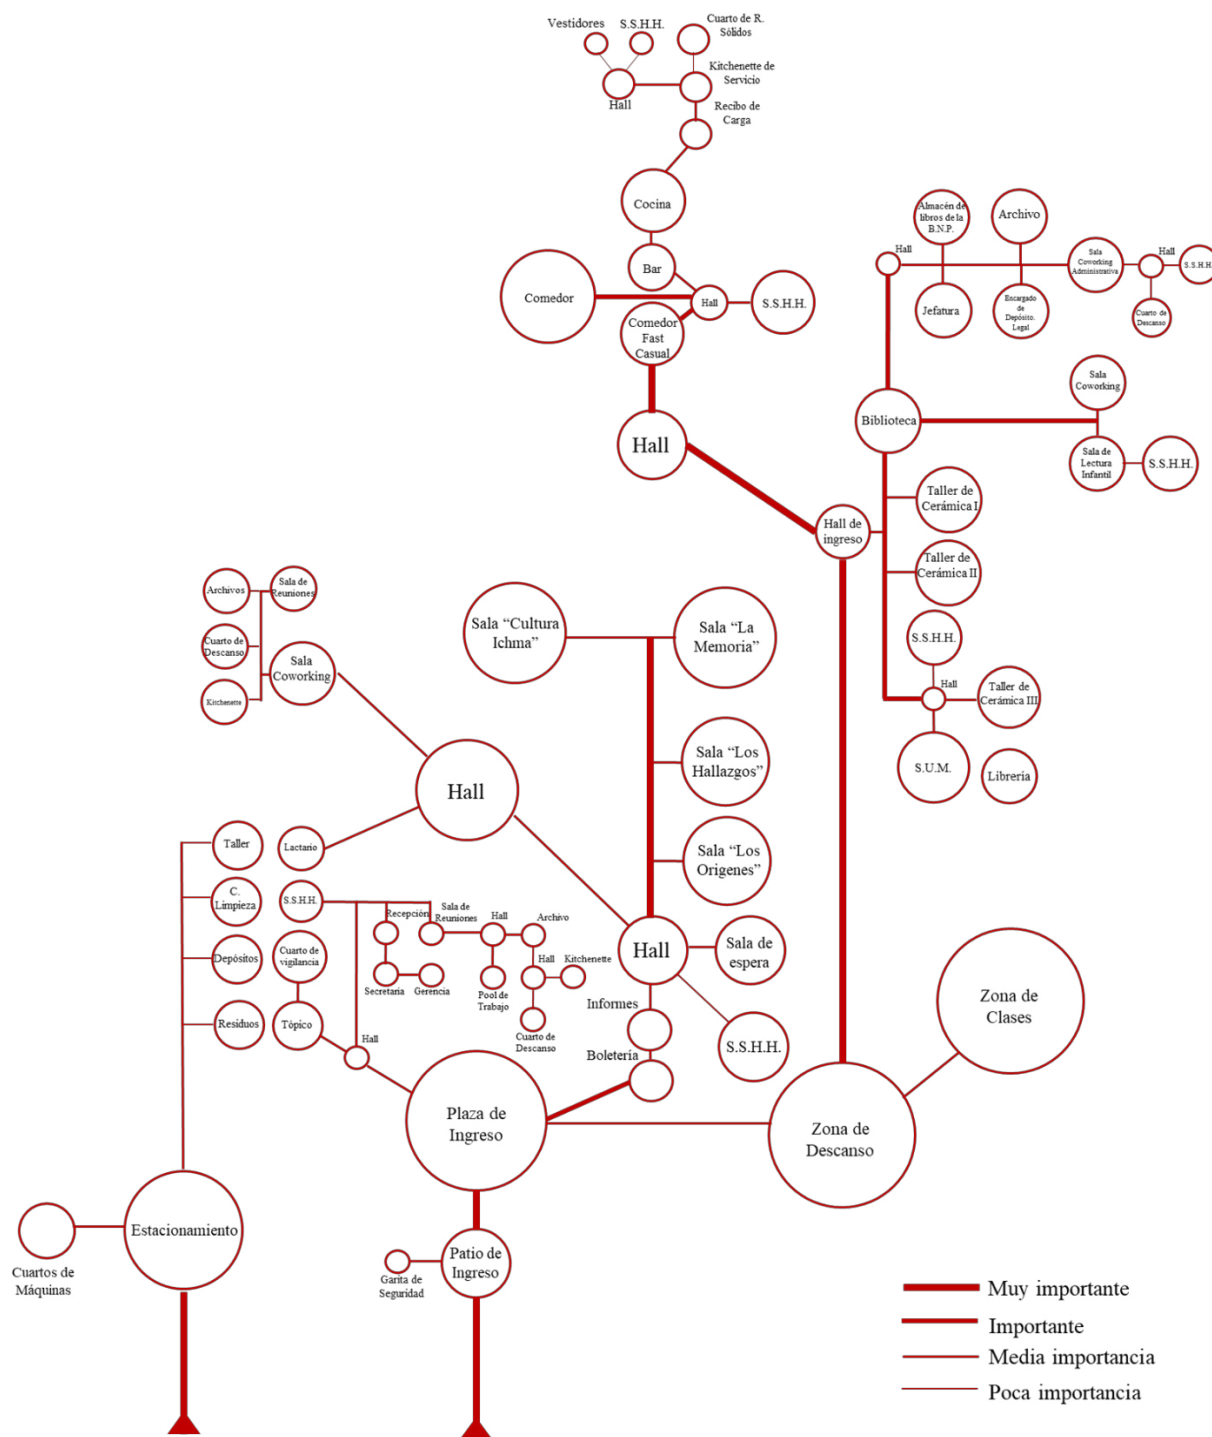 Vestidores
S.S.H.H.
Cuarto de R.
Sólidos
Kitchenette de
Servicio
Hall
Recibo de
Carga
Cocina
Bar
Comedor
Hall
S.S.H.H.
Comedor
Fast
Casual
Hall
Almacén de
libros de la
B.N.P.
Archivo
Hall
Sala
Coworking
Administrativa
Hall
S.S.H.H.
Jefatura
Encargado
de
Depósito.
Legal
Cuarto de
Descanso
Sala
Coworking
Biblioteca
Sala de
Lectura
Infantil
S.S.H.H.
Taller de
Cerámica I
Hall de
ingreso
Taller de
Cerámica II
S.S.H.H.
Hall
Taller de
Cerámica III
S.U.M.
Librería
Archivos
Sala de
Reuniones
Cuarto de
Descanso
Sala
Coworking
Kitchenette
Sala “Cultura
Ichma”
Sala “La
Memoria”
Sala “Los
Hallazgos”
Sala “Los
Origenes”
Hall
Taller
Lactario
C.
Limpieza
S.S.H.H.
Recepción
Sala de
Reuniones
Hall
Archivo
Hall
Kitchenette
Secretaria
Gerencia
Pool de
Trabajo
Cuarto de
Descanso
Hall
Sala de
espera
Depósitos
Cuarto de
vigilancia
Informes
Residuos
Tópico
Hall
Boletería
S.S.H.H.
Zona de
Clases
Plaza de
Ingreso
Zona de
Descanso
Estacionamiento
Cuartos de
Máquinas
Patio de
Ingreso
Garita de
Seguridad
Muy importante
Importante
Media importancia
Poca importancia